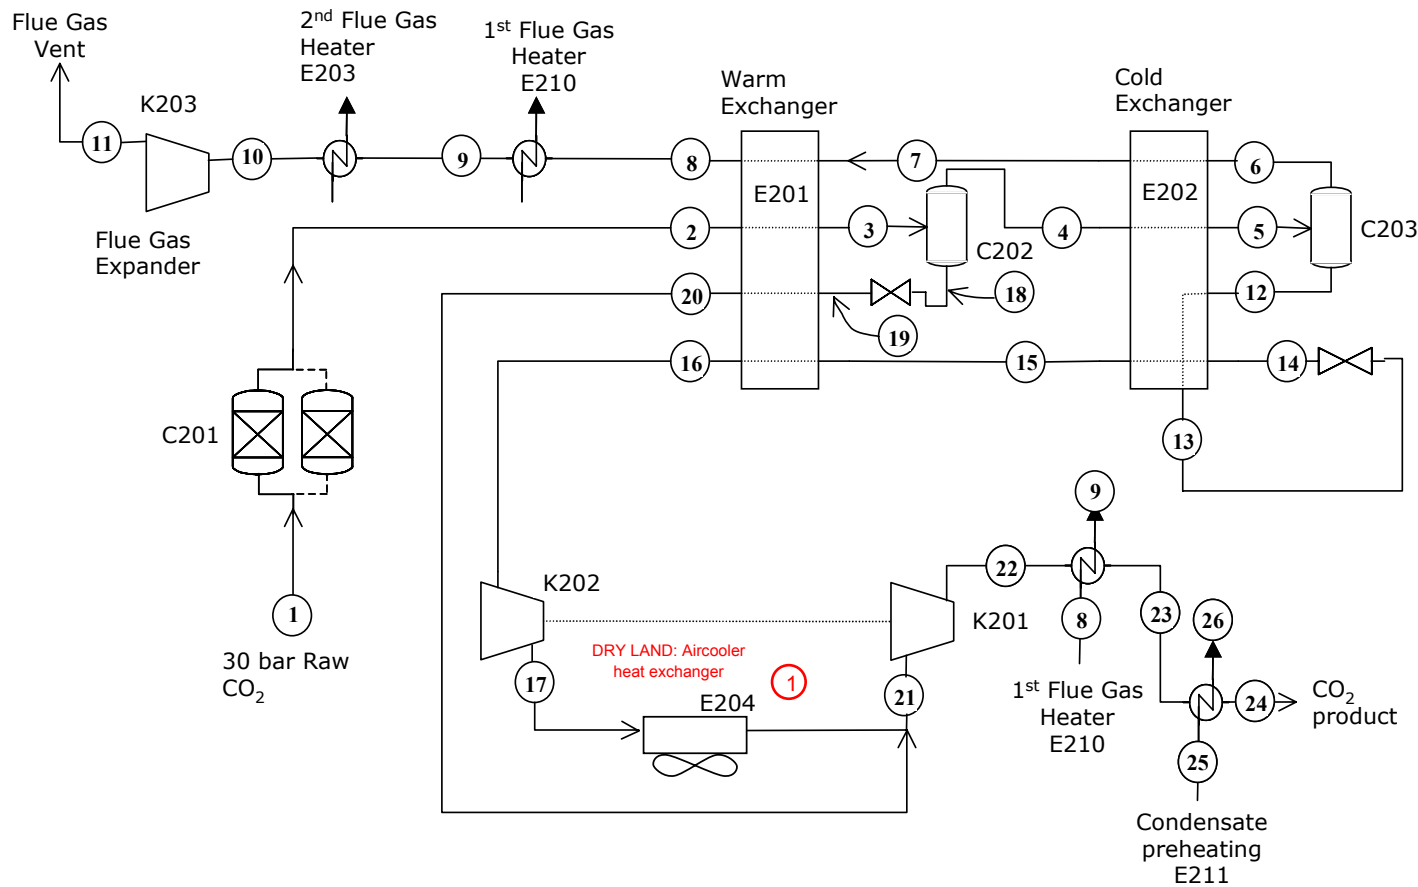 Flue Gas
Vent
2nd Flue Gas
Heater
E203
1st Flue Gas
Heater
E210
K203
Warm
Exchanger
Cold
Exchanger
11
10
9
8
7
6
E201
E202
2
3
4
5
C202
C203
Flue Gas
Expander
20
18
12
19
16
15
14
C201
13
9
22
K202
K201
1
8
23
26
30 bar Raw
CO2
DRY LAND: Aircooler
heat exchanger
1
17
E204
21
1st Flue Gas
Heater
E210
24
CO2
product
25
Condensate
preheating
E211